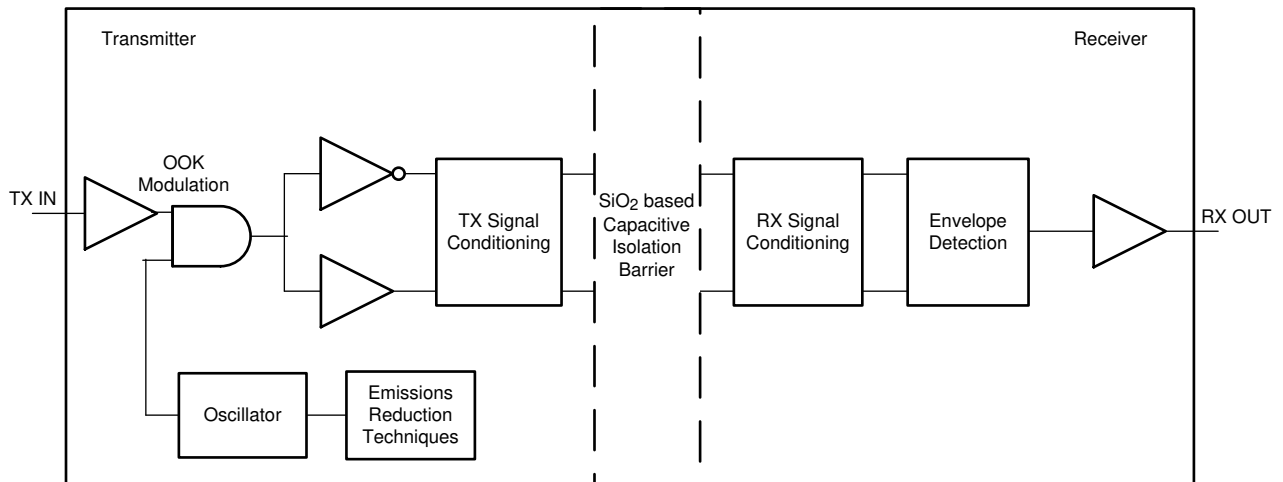 Transmitter
Receiver
OOK
Modulation
TX IN
TX Signal
Conditioning
SiO2 based
Capacitive
Isolation
Barrier
RX Signal
Conditioning
Envelope
Detection
RX OUT
Oscillator
Emissions
Reduction
Techniques